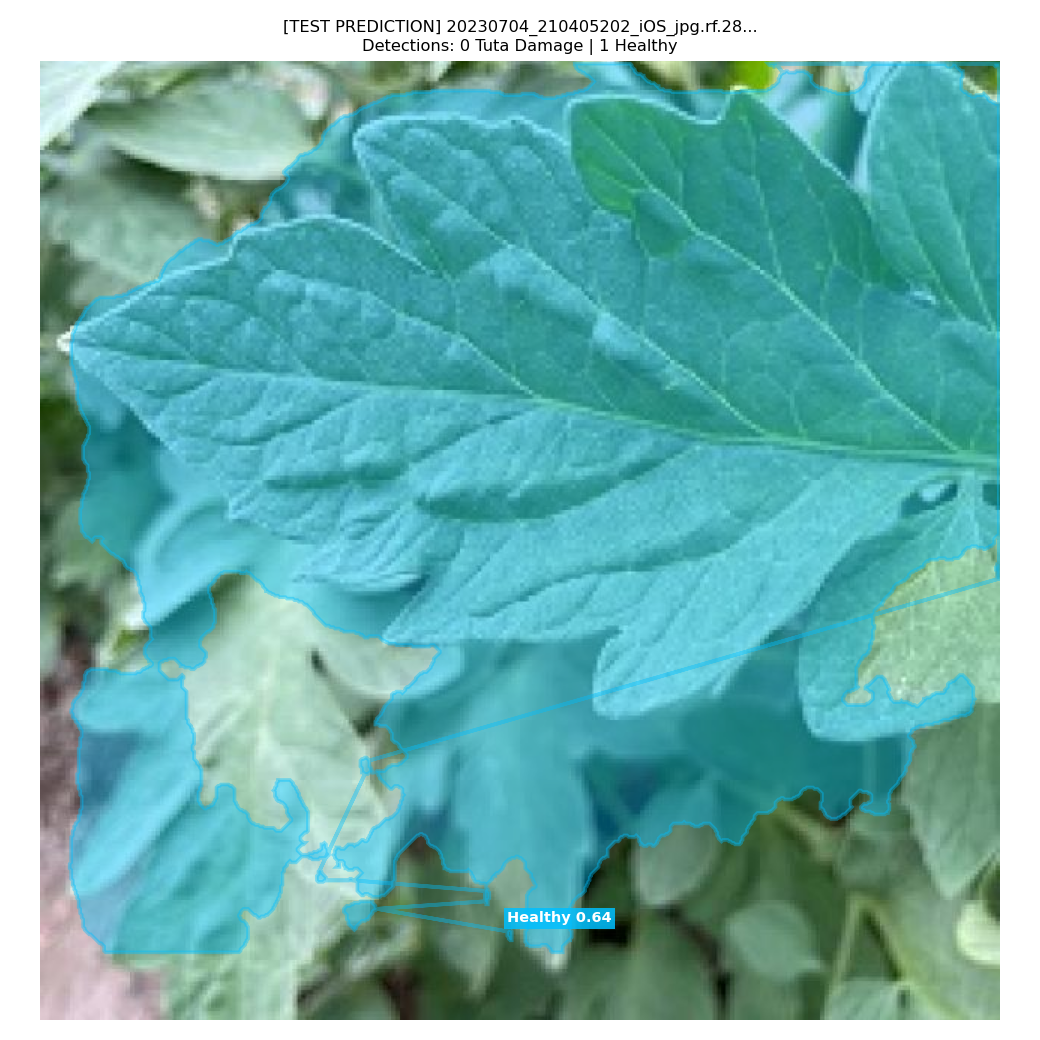 [TEST PREDICTION] 20230704_210405202_iOS_jpg.rf.28...
Detections: 0 Tuta Damage | 1 Healthy
Healthy 0.64